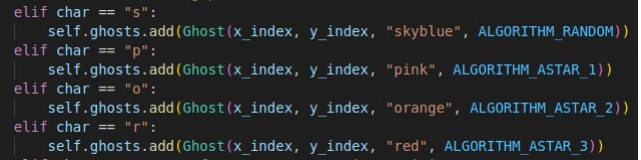 elif char == "s":
self.ghosts.add(Ghost(x_index, y_index, "skyblue", ALGORITHM_RANDOM))
elif char == "p":
self.ghosts.add(Ghost(x_index, y_index, "pink", ALGORITHM_ASTAR_1))
elif char == "o":
self.ghosts.add(Ghost(x_index, y_index, "orange", ALGORITHM_ASTAR_2))
elif char == "r":
self.ghosts.add(Ghost(x_index, y_index, "red", ALGORITHM_ASTAR_3))